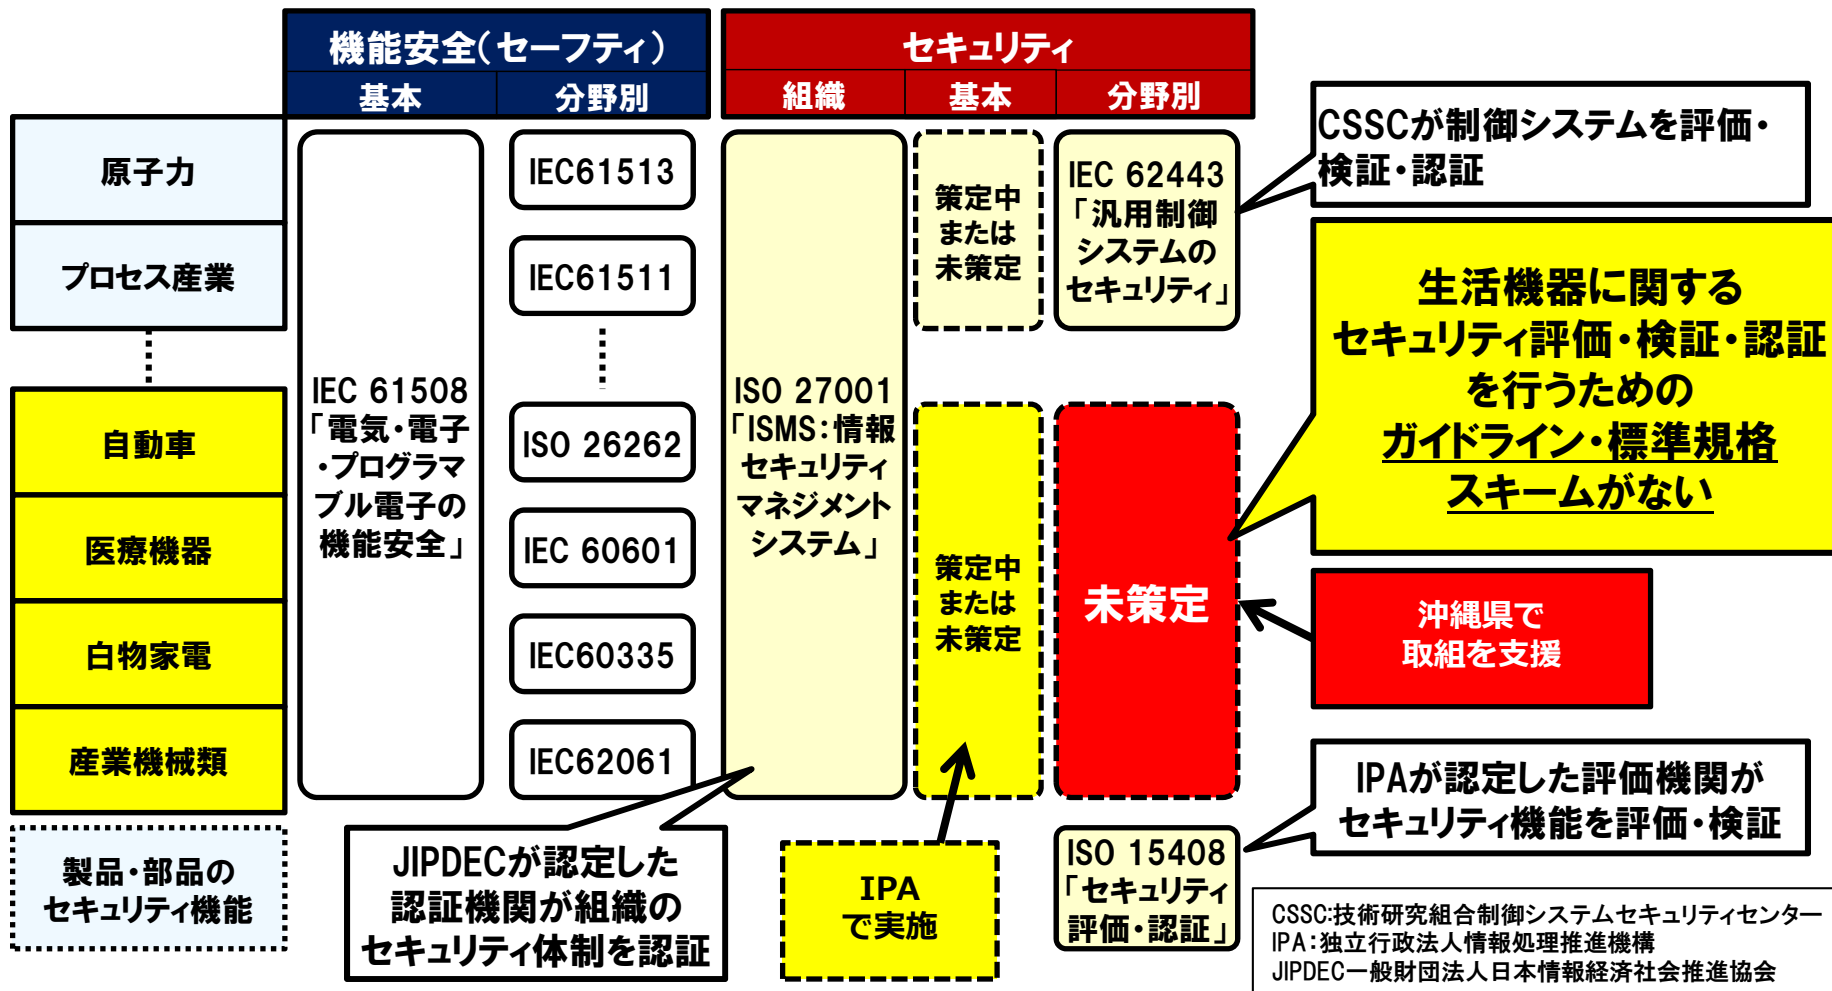 機能安全(セーフティ)
セキュリティ
基本
分野別
組織
基本
分野別
原子力
プロセス産業
自動車
医療機器
白物家電
産業機械類
製品・部品の
セキュリティ機能
IEC 61508
「電気・電子
・プログラマ
ブル電子の
機能安全」
IEC61513
IEC61511
ISO 26262
IEC 60601
IEC60335
IEC62061
ISO 27001
「ISMS:情報
セキュリティ
マネジメント
システム」
策定中
または
未策定
策定中
または
未策定
IEC 62443
「汎用制御
システムの
セキュリティ」
未策定
ISO 15408
「セキュリティ
評価・認証」
CSSCが制御システムを評価・
検証・認証
生活機器に関する
セキュリティ評価・検証・認証
を行うための
ガイドライン・標準規格
スキームがない
沖縄県で
取組を支援
IPAが認定した評価機関が
セキュリティ機能を評価・検証
JIPDECが認定した
認証機関が組織の
セキュリティ体制を認証
IPA
で実施
CSSC:技術研究組合制御システムセキュリティセンター
IPA:独立行政法人情報処理推進機構
JIPDEC一般財団法人日本情報経済社会推進協会